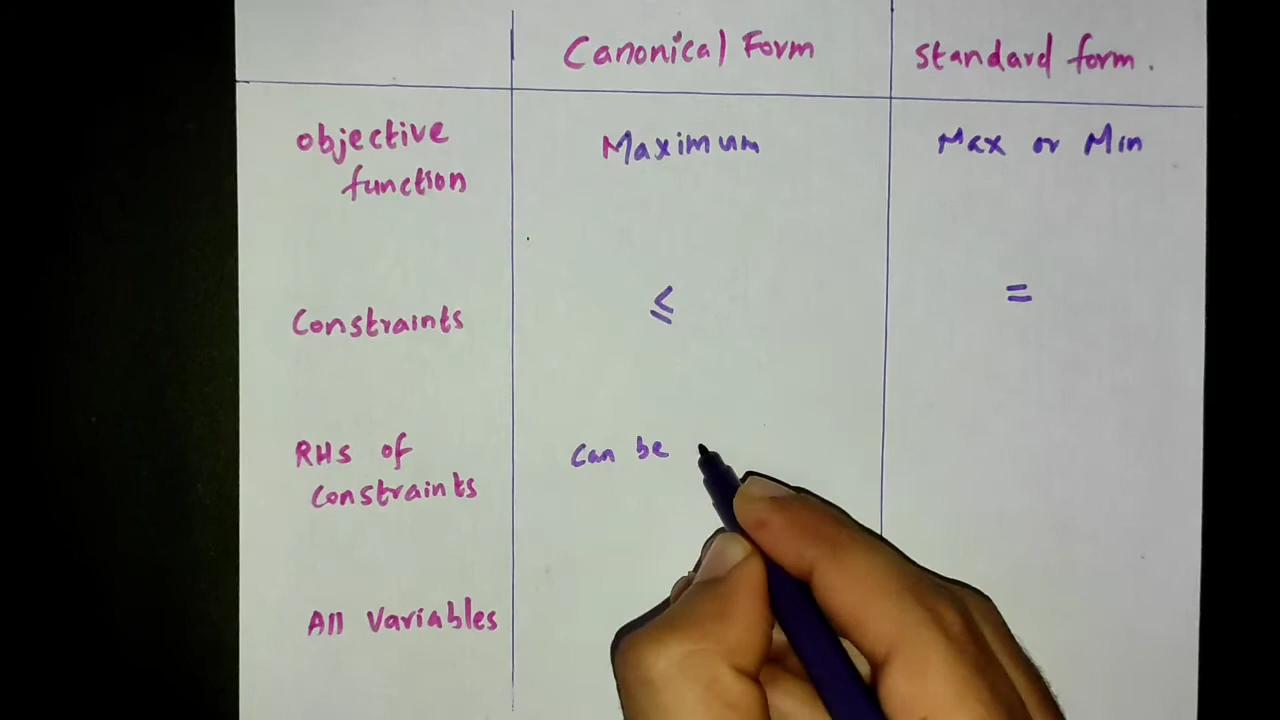 Canonical Form standard form.
Objective function Maximum Max or Min
Constraints ≤ =
RHS of constraints can be
All variables